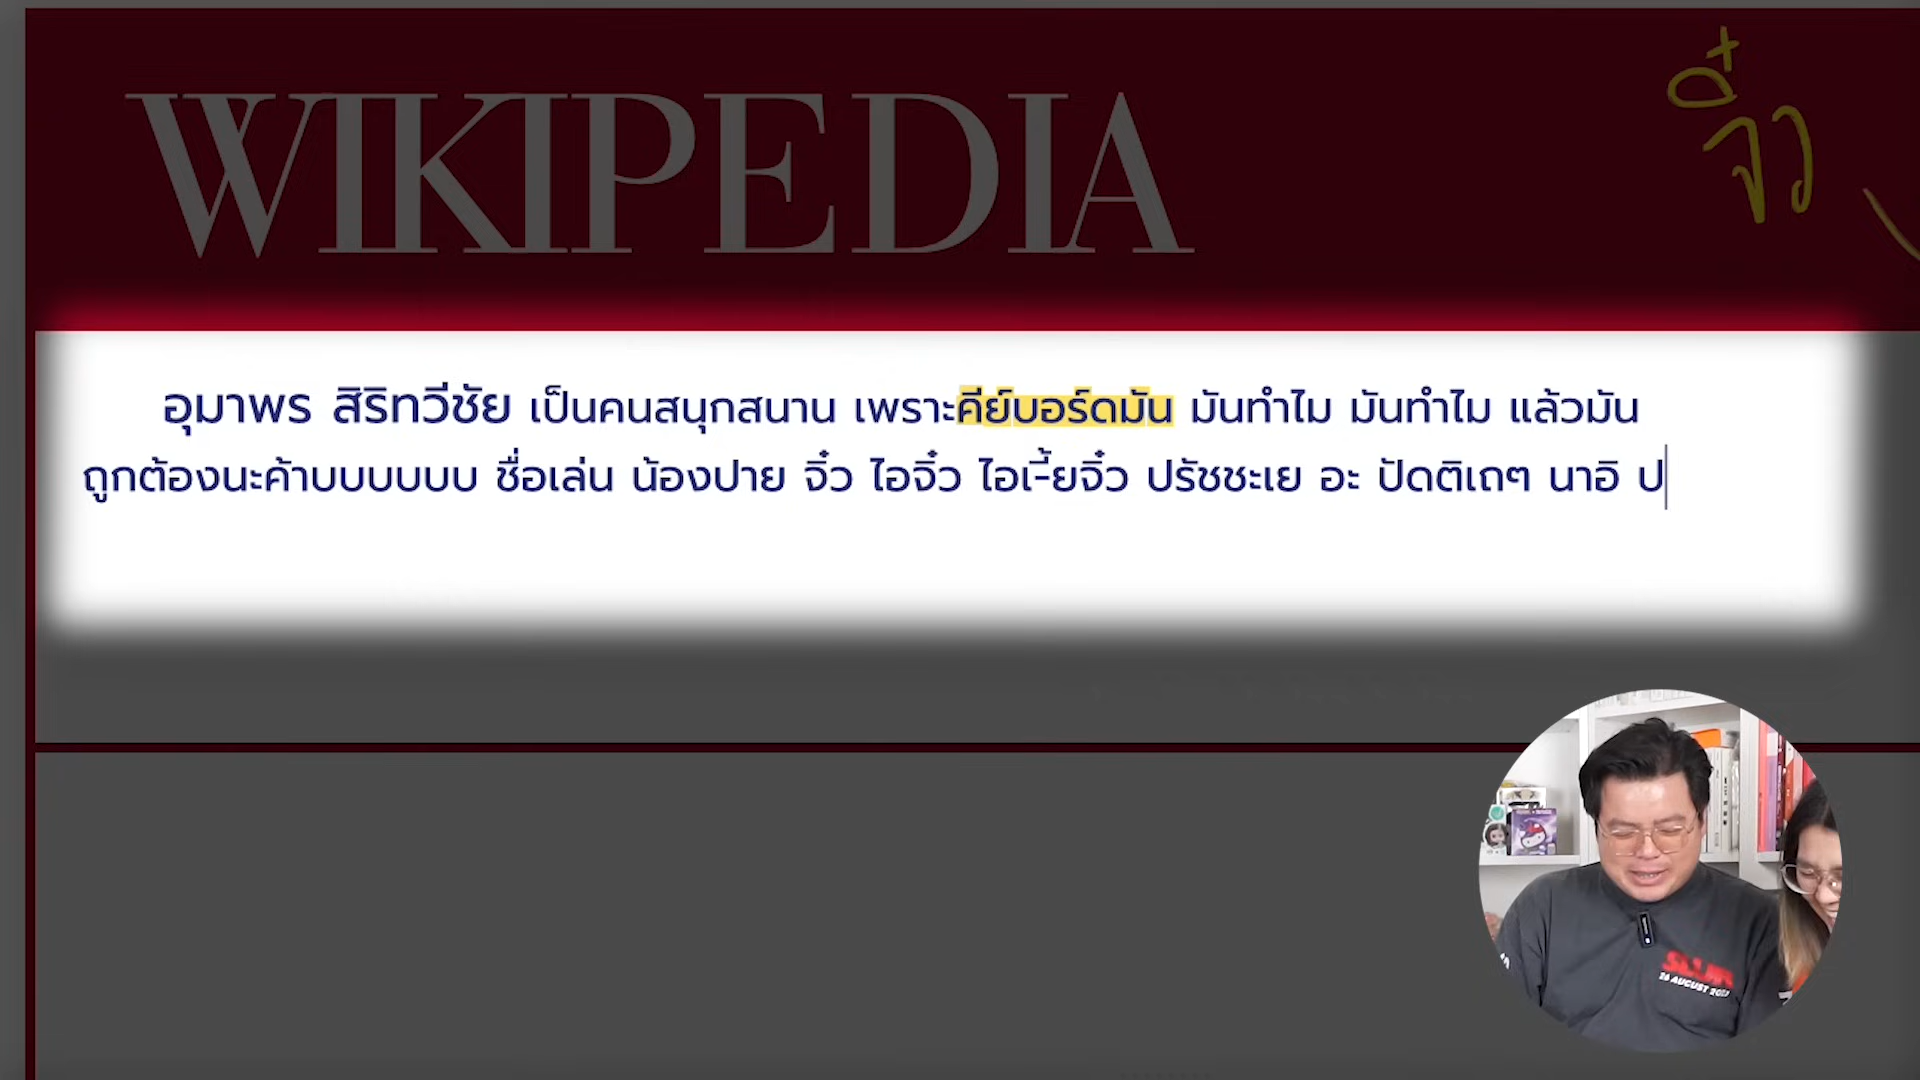 WIKIPEDIA
จิ๋ว
อุมาพร สิริทวีชัย เป็นคนสนุกสนาน เพราะคีย์บอร์ดมัน มันทำไม มันทำไม แล้วมัน
ถูกต้องนะค้าบบบบบบ ชื่อเล่น น้องปาย จิ๋ว ไอจิ๋ว ไอเ-ี้ยจิ๋ว ปรัชชะเย อะ ปัดติเถๆ นาอิ ป
26 AUGUST